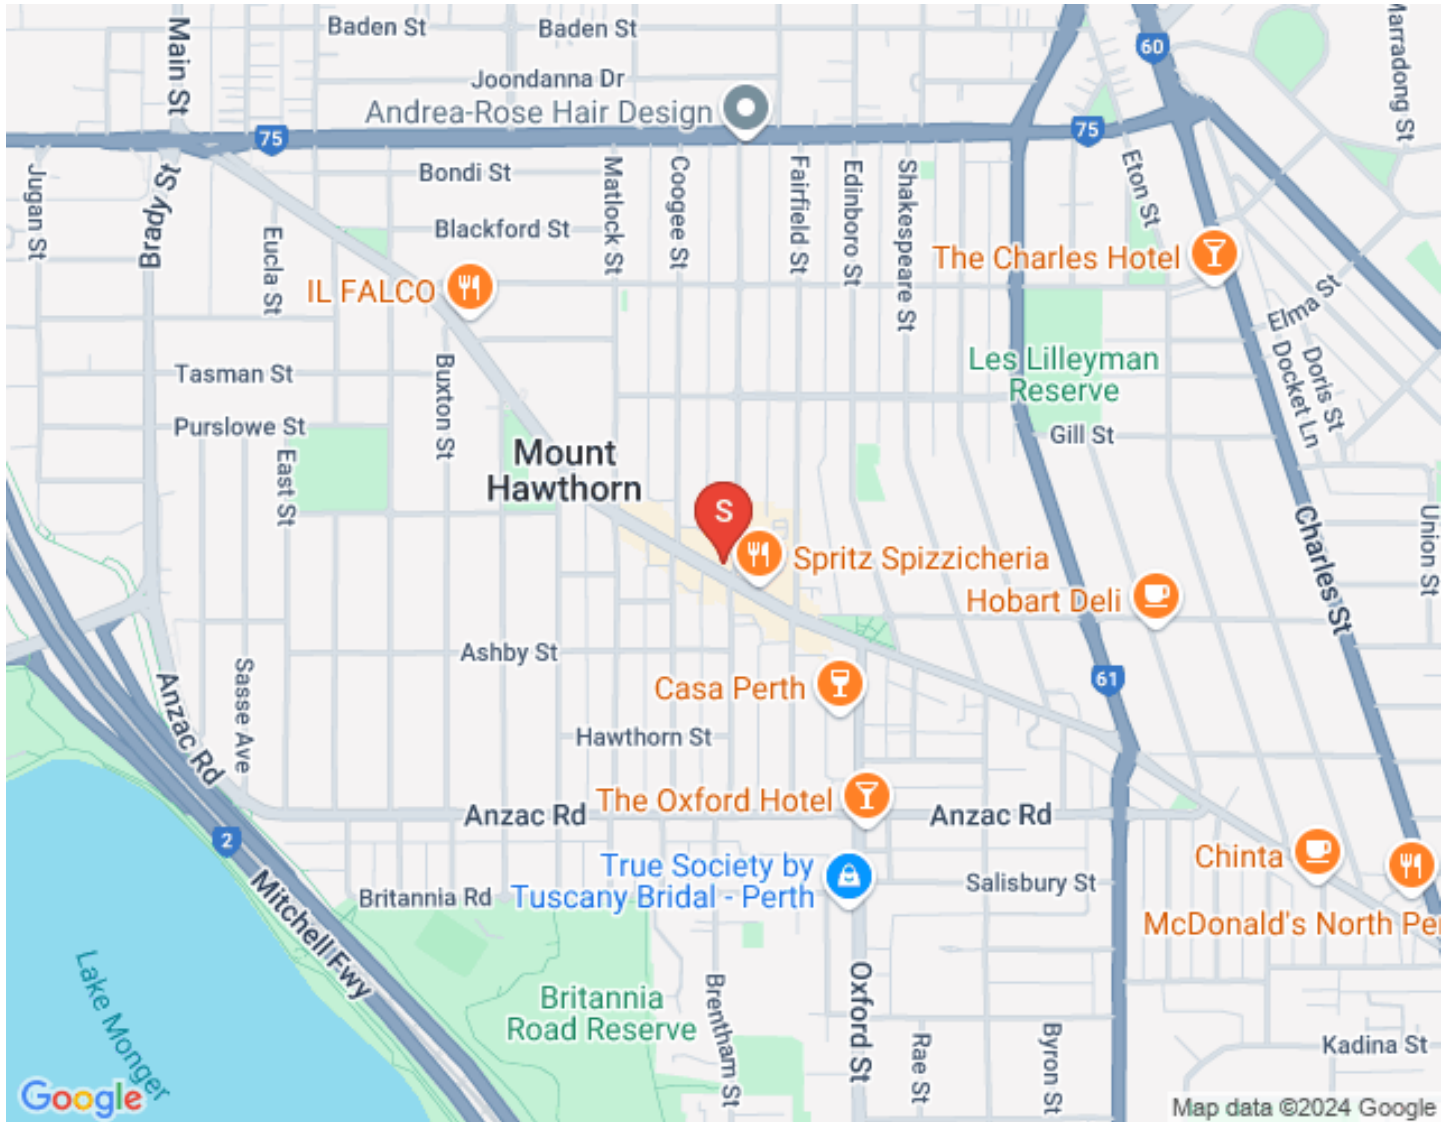 Baden St
Baden St
Main St
60
Marradong St
Joondanna Dr
Andrea-Rose Hair Design
75
75
Jugan St
Brady St
Bondi St
Matlock St
Coogee St
Fairfield St
Edinboro St
Shakespeare St
Eton St
Eucla St
Blackford St
The Charles Hotel
IL FALCO
Elma St
Tasman St
Buxton St
Les Lilleyman
Reserve
Doris St
Docket Ln
Purslowe St
Gill St
East St
Mount
Hawthorn
S
Charles St
Union St
Spritz Spizzicheria
Hobart Deli
Ashby St
Sasse Ave
Anzac Rd
Casa Perth
61
Hawthorn St
Anzac Rd
The Oxford Hotel
Anzac Rd
2
Chinta
True Society by
Tuscany Bridal - Perth
Salisbury St
Britannia Rd
Mitchell Fwy
McDonald's North Pe
Lake Monger
Britannia
Road Reserve
Brentham St
Oxford St
Rae St
Byron St
Kadina St
Google
Map data ©2024 Google